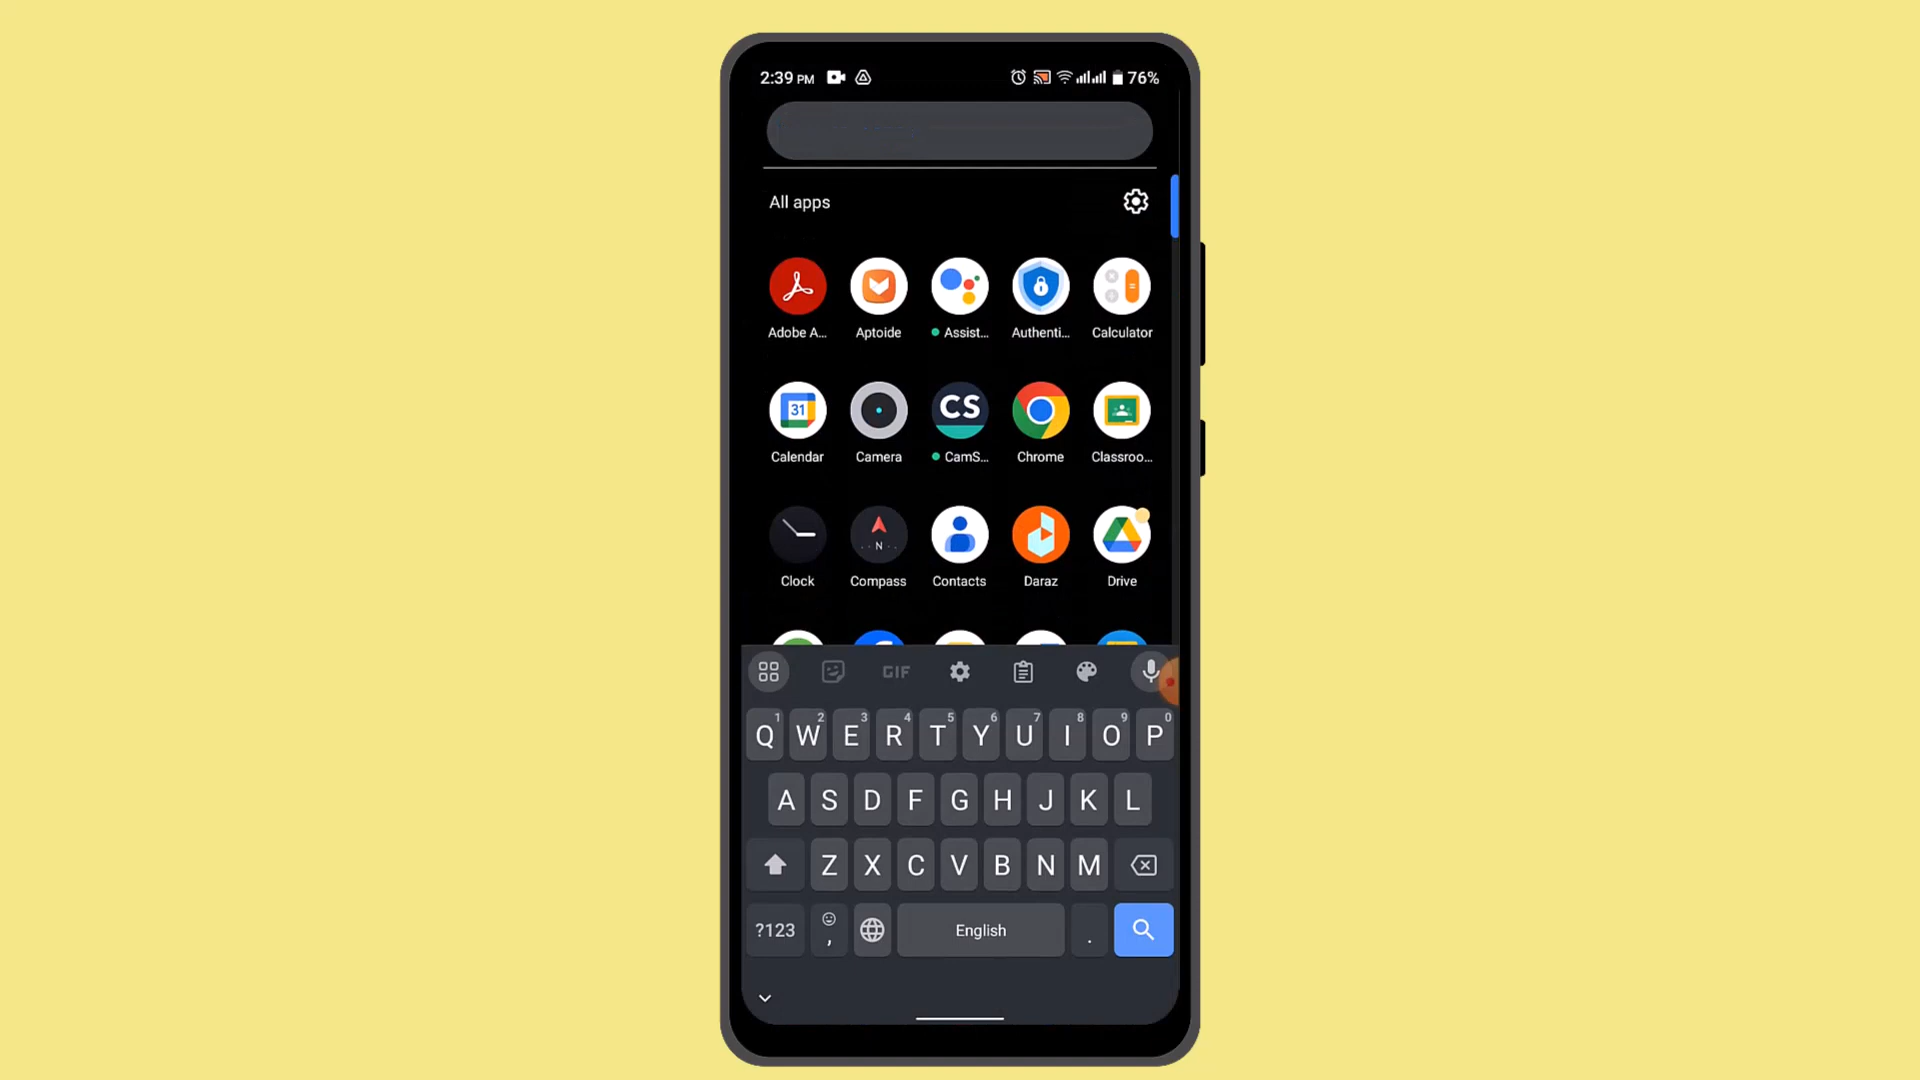 2:39 PM 76%
All apps
Adobe A... Aptoide Assist... Authenti... Calculator
31 CS
Calendar Camera CamS... Chrome Classroo...
N
Clock Compass Contacts Daraz Drive
GIF
1 2 3 4 5 6 7 8 9 0
Q W E R T Y U I O P
A S D F G H J K L
Z X C V B N M
?123 , English .